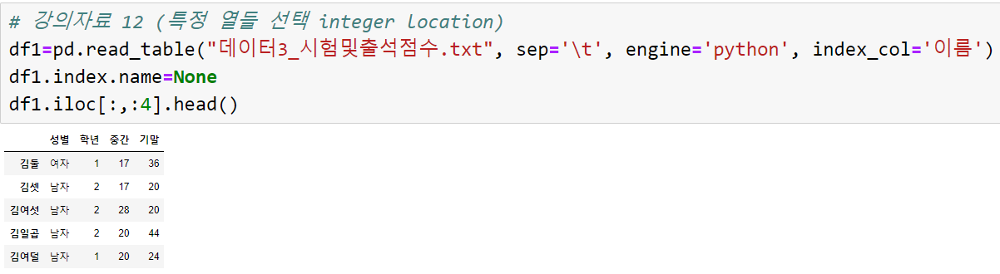 # 강의자료 12 (특정 열들 선택 integer location)
df1=pd.read_table("데이터3_시험및출석점수.txt", sep='\t', engine='python', index_col='이름')
df1.index.name=None
df1.iloc[:,:4].head()
성별 학년 중간 기말
김둘 여자 1 17 36
김셋 남자 2 17 20
김여섯 남자 2 28 20
김일곱 남자 2 20 44
김여덜 남자 1 20 24